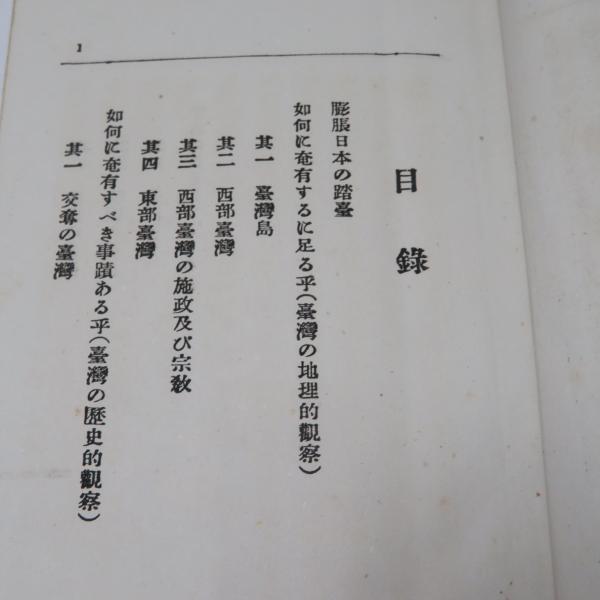 目錄
膨脹日本の踏臺
如何に奄有するに足る乎(臺灣の地理的觀察)
其一 臺灣島
其二 西部臺灣
其三 西部臺灣の施政及び宗敎
其四 東部臺灣
如何に奄有すべき事蹟ある乎(臺灣の歷史的觀察)
其一 交奪の臺灣
1